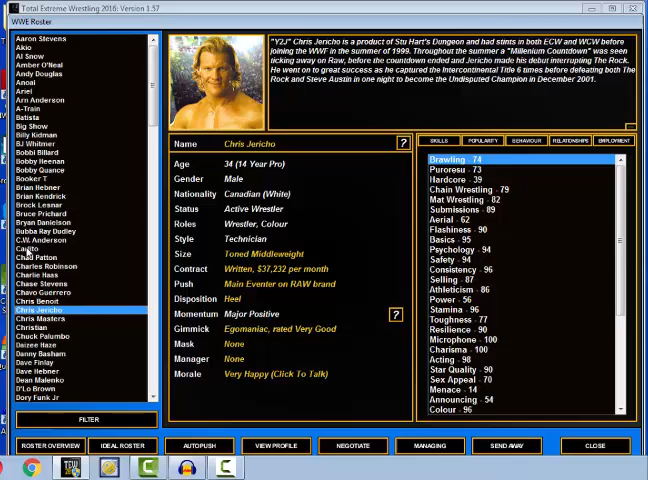 Total Extreme Wrestling 2016: Version 1.57
WWE Roster
Aaron Stevens
Akio
Al Snow
Amber O'Neal
Andy Douglas
Anoai
Ariel
Arn Anderson
A-Train
Batista
Big Show
Billy Kidman
BJ Whitmer
Bobbi Billard
Bobby Heenan
Bobby Quance
Booker T
Brian Hebner
Brian Kendrick
Brock Lesnar
Bruce Prichard
Bryan Danielson
Bubba Ray Dudley
C.W. Anderson
Carlito
Chad Patton
Charles Robinson
Charlie Haas
Chase Stevens
Chavo Guerrero
Chris Benoit
Chris Jericho
Chris Masters
Christian
Chuck Palumbo
Daizee Haze
Danny Basham
Dave Finlay
Dave Hebner
Dean Malenko
D'Lo Brown
Dory Funk Jr
FILTER
"Y2J" Chris Jericho is a product of Stu Hart's Dungeon and had stints in both ECW and WCW before
joining the WWF in the summer of 1999. Throughout the summer a "Millenium Countdown" was seen
ticking away on Raw, before the countdown ended and Jericho made his debut interrupting The Rock.
He went on to great success as he captured the Intercontinental Title 6 times before defeating both The
Rock and Steve Austin in one night to become the Undisputed Champion in December 2001.
Name Chris Jericho ?
Age 34 (14 Year Pro)
Gender Male
Nationality Canadian (White)
Status Active Wrestler
Roles Wrestler, Colour
Style Technician
Size Toned Middleweight
Contract Written, $37,232 per month
Push Main Eventer on RAW brand
Disposition Heel
Momentum Major Positive ?
Gimmick Egomaniac, rated Very Good
Mask None
Manager None
Morale Very Happy (Click To Talk)
SKILLS POPULARITY BEHAVIOUR RELATIONSHIPS EMPLOYMENT
Brawling - 74
Puroresu - 73
Hardcore - 39
Chain Wrestling - 79
Mat Wrestling - 82
Submissions - 89
Aerial - 62
Flashiness - 90
Basics - 95
Psychology - 94
Safety - 94
Consistency - 96
Selling - 87
Athleticism - 86
Power - 56
Stamina - 96
Toughness - 77
Resilience - 90
Microphone - 100
Charisma - 100
Acting - 98
Star Quality - 90
Sex Appeal - 70
Menace - 14
Announcing - 54
Colour - 96
ROSTER OVERVIEW IDEAL ROSTER AUTOPUSH VIEW PROFILE NEGOTIATE MANAGING SEND AWAY CLOSE